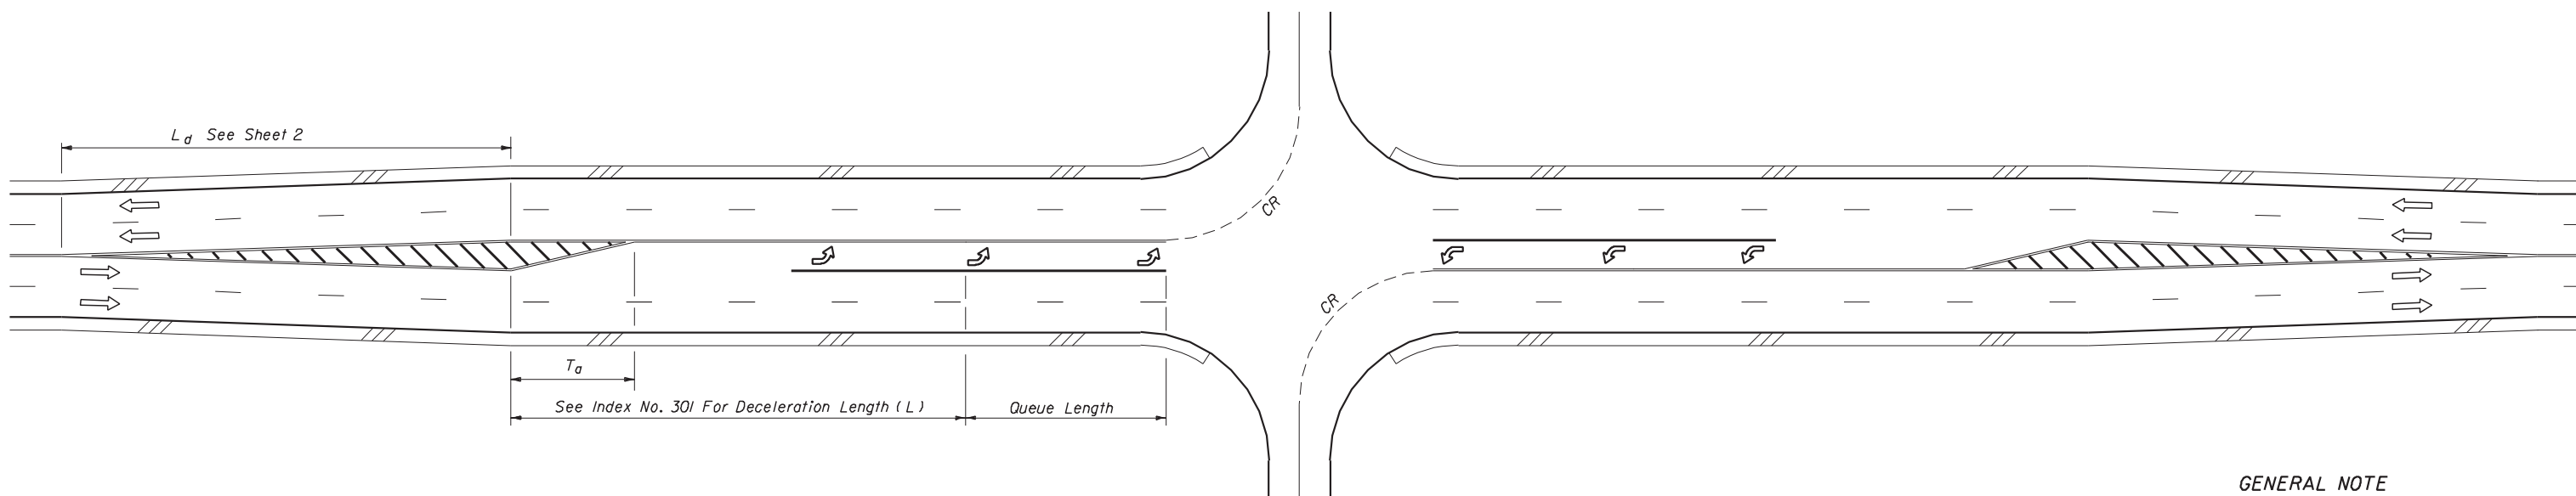 Ld See Sheet 2
CR
CR
Ta
See Index No. 301 For Deceleration Length ( L )
Queue Length
GENERAL NOTE